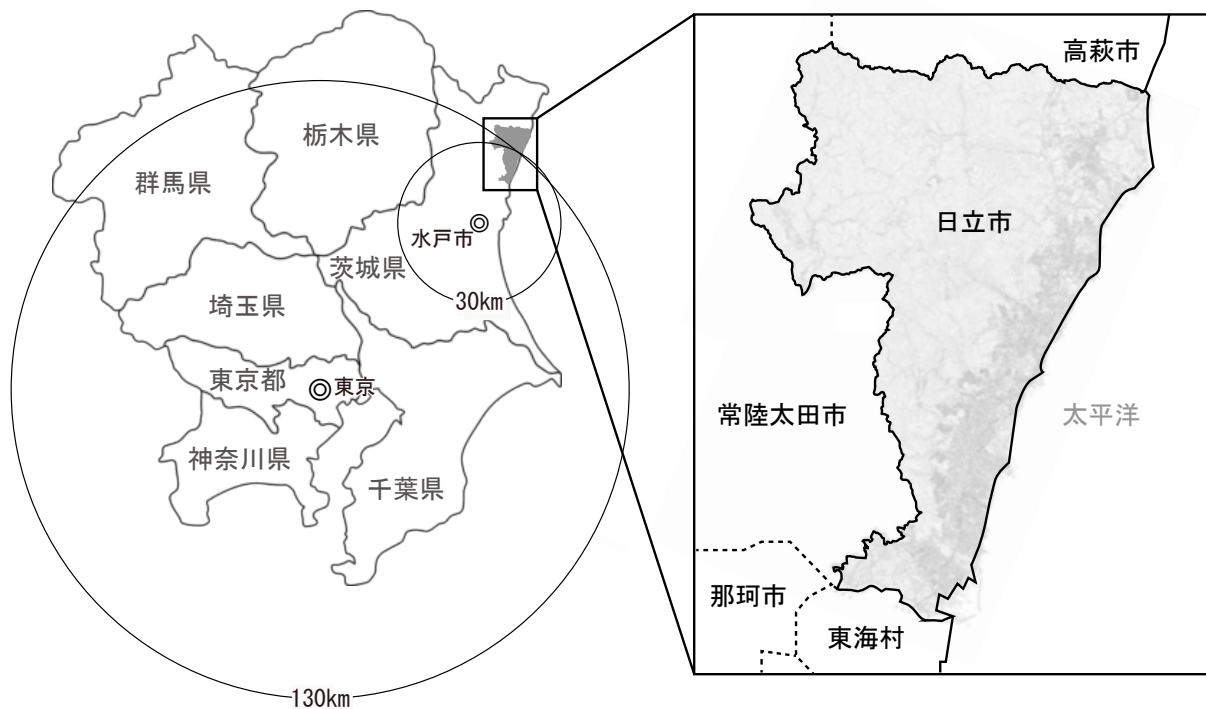 栃木県
群馬県
水戸市
茨城県
30km
埼玉県
東京都
東京
神奈川県
千葉県
130km
高萩市
日立市
常陸太田市
太平洋
那珂市
東海村